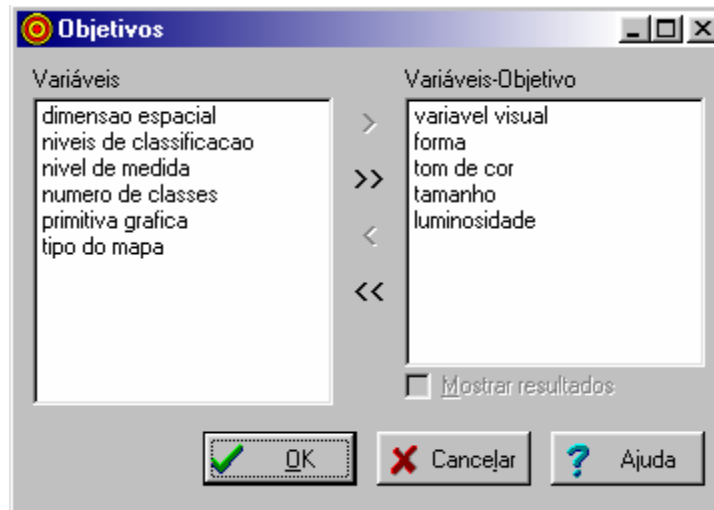 Objetivos
Variáveis
dimensao espacial
niveis de classificacao
nivel de medida
numero de classes
primitiva grafica
tipo do mapa
>
>>
<
<<
Variáveis-Objetivo
variavel visual
forma
tom de cor
tamanho
luminosidade
Mostrar resultados
OK
Cancelar
Ajuda